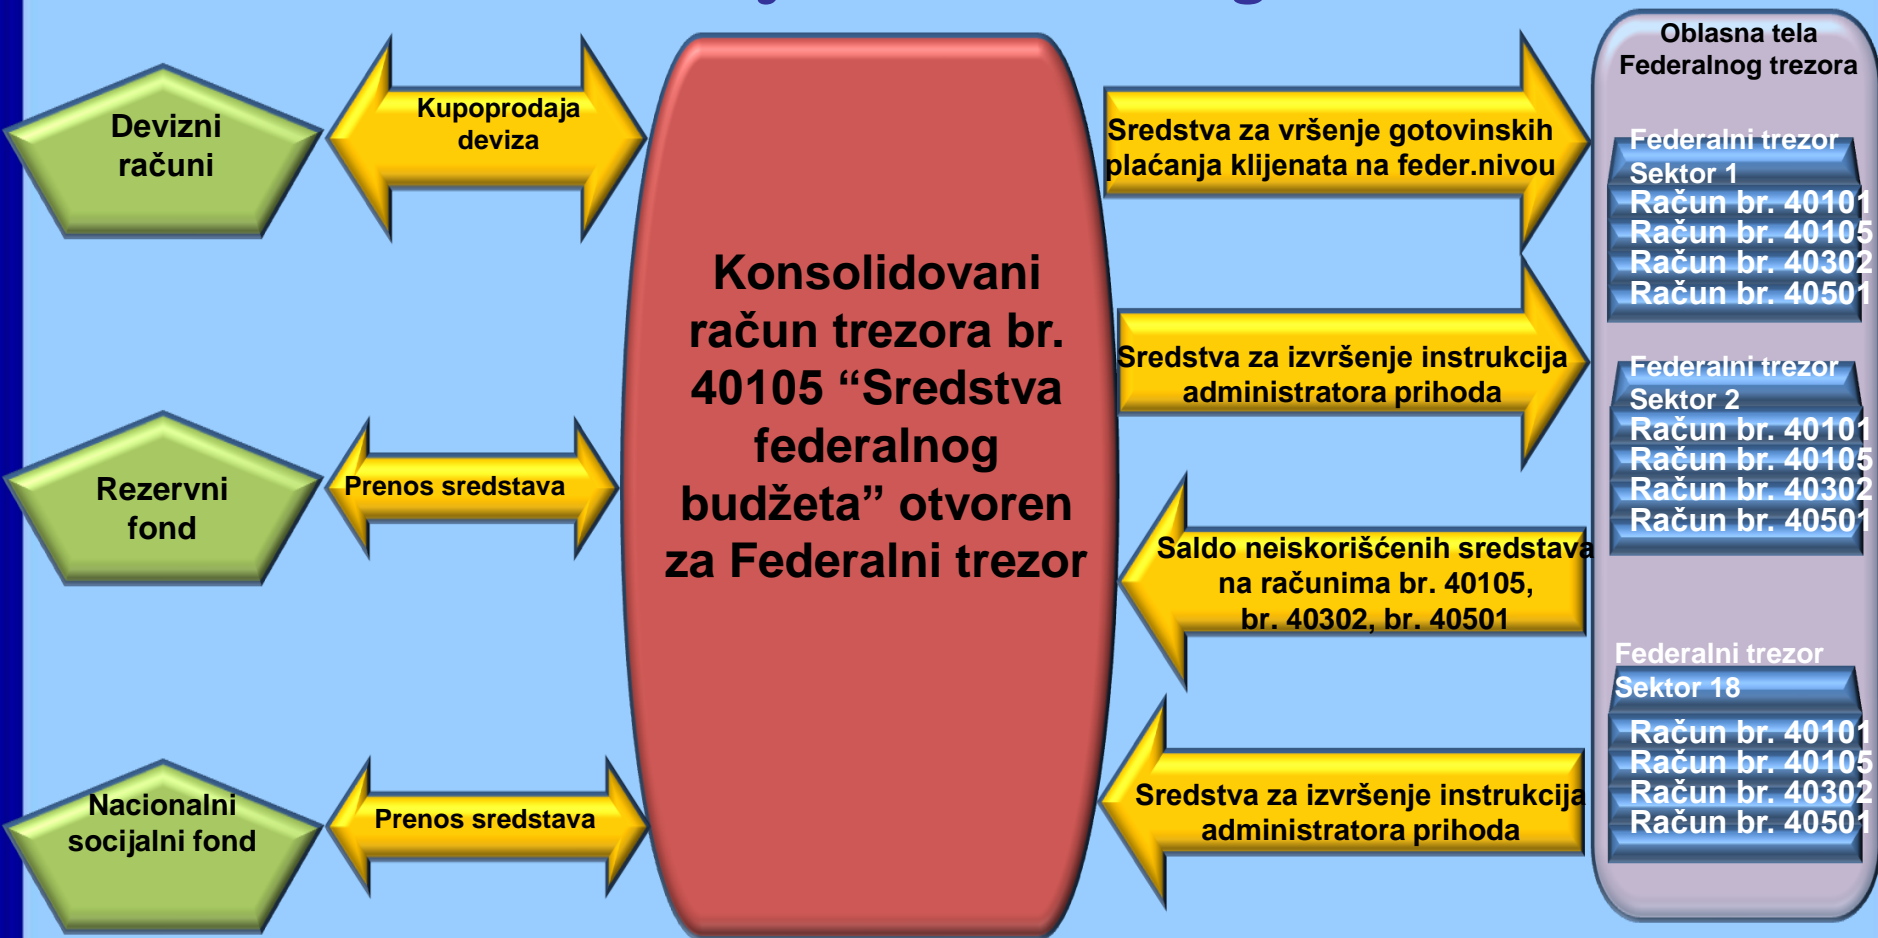 Devizni
računi
Kupoprodaja
deviza
Rezervni
fond
Prenos sredstava
Nacionalni
socijalni fond
Prenos sredstava
Konsolidovani
račun trezora br.
40105 “Sredstva
federalnog
budžeta” otvoren
za Federalni trezor
Sredstva za vršenje gotovinskih
plaćanja klijenata na feder.nivou
Sredstva za izvršenje instrukcija
administratora prihoda
Saldo neiskorišćenih sredstava
na računima br. 40105,
br. 40302, br. 40501
Sredstva za izvršenje instrukcija
administratora prihoda
Oblasna tela
Federalnog trezora
Federalni trezor
Sektor 1
Račun br. 40101
Račun br. 40105
Račun br. 40302
Račun br. 40501
Federalni trezor
Sektor 2
Račun br. 40101
Račun br. 40105
Račun br. 40302
Račun br. 40501
Federalni trezor
Sektor 18
Račun br. 40101
Račun br. 40105
Račun br. 40302
Račun br. 40501